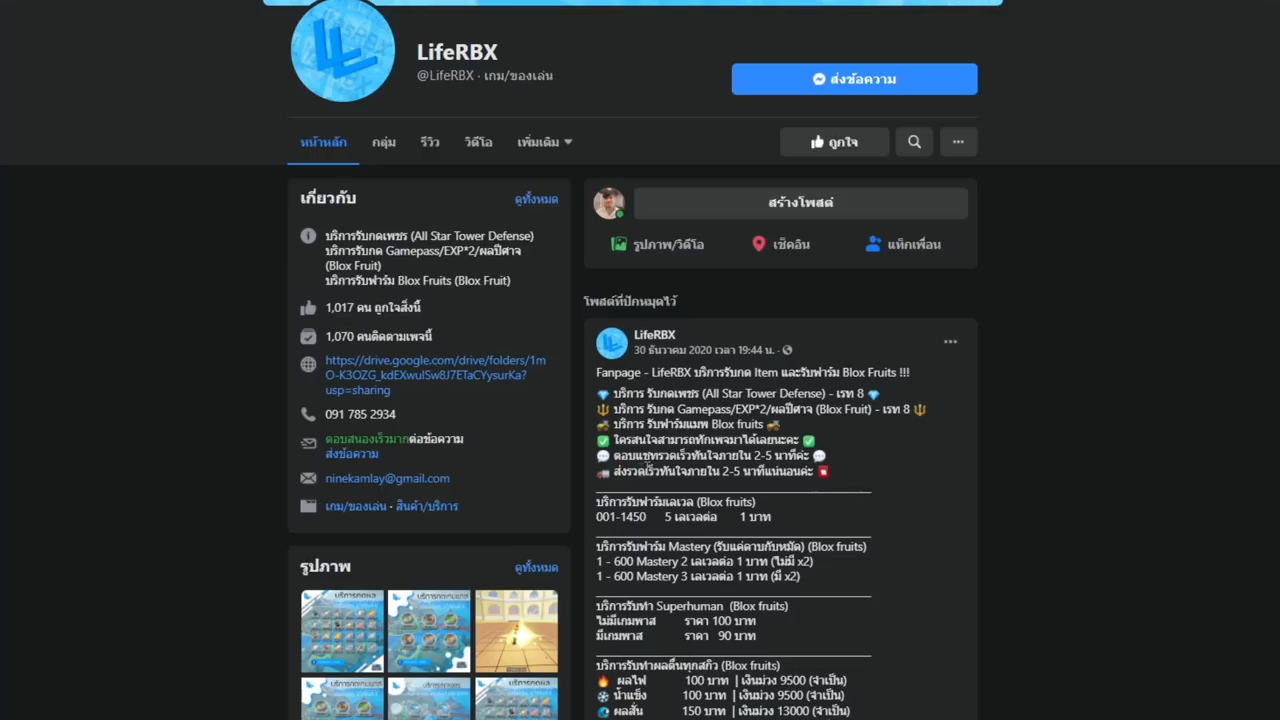 LifeRBX
@LifeRBX · เกม/ของเล่น
ส่งข้อความ
หน้าหลัก
กลุ่ม
รีวิว
วิดีโอ
เพิ่มเติม
ถูกใจ
เกี่ยวกับ
ดูทั้งหมด
บริการรับกดเพชร (All Star Tower Defense)
บริการรับกด Gamepass/EXP*2/ผลปีศาจ
(Blox Fruit)
บริการรับฟาร์ม Blox Fruits (Blox Fruit)
1,017 คน ถูกใจสิ่งนี้
1,070 คนติดตามเพจนี้
https://drive.google.com/drive/folders/1m
O-K3OZG_kdEXwulSw8J7ETaCYysurKa?
usp=sharing
091 785 2934
ตอบสนองเร็วมากต่อข้อความ
ส่งข้อความ
ninekamlay@gmail.com
เกม/ของเล่น · สินค้า/บริการ
รูปภาพ
ดูทั้งหมด
สร้างโพสต์
รูปภาพ/วิดีโอ
เช็คอิน
แท็กเพื่อน
โพสต์ที่ปักหมุดไว้
LifeRBX
30 ธันวาคม 2020 เวลา 19:44 น. ·
Fanpage - LifeRBX บริการรับกด Item และรับฟาร์ม Blox Fruits !!!
💎 บริการ รับกดเพชร (All Star Tower Defense) - เรท 8 💎
🔱 บริการ รับกด Gamepass/EXP*2/ผลปีศาจ (Blox Fruit) - เรท 8 🔱
🚜 บริการ รับฟาร์มแมพ Blox fruits 🚜
✅ ใครสนใจสามารถทักเพจมาได้เลยนะคะ ✅
💬 ตอบแชทรวดเร็วทันใจภายใน 2-5 นาทีค่ะ 💬
🚛 ส่งรวดเร็วทันใจภายใน 2-5 นาทีแน่นอนค่ะ
บริการรับฟาร์มเลเวล (Blox fruits)
001-1450 5 เลเวลต่อ 1 บาท
บริการรับฟาร์ม Mastery (รับแค่ดาบกับหมัด) (Blox fruits)
1 - 600 Mastery 2 เลเวลต่อ 1 บาท (ไม่มี x2)
1 - 600 Mastery 3 เลเวลต่อ 1 บาท (มี x2)
บริการรับทำ Superhuman (Blox fruits)
ไม่มีเกมพาส ราคา 100 บาท
มีเกมพาส ราคา 90 บาท
บริการรับทำผลตื่นทุกสกิว (Blox fruits)
🔥 ผลไฟ 100 บาท | เงินม่วง 9500 (จำเป็น)
❄️ น้ำแข็ง 100 บาท | เงินม่วง 9500 (จำเป็น)
ผลสั่น 150 บาท | เงินม่วง 13000 (จำเป็น)